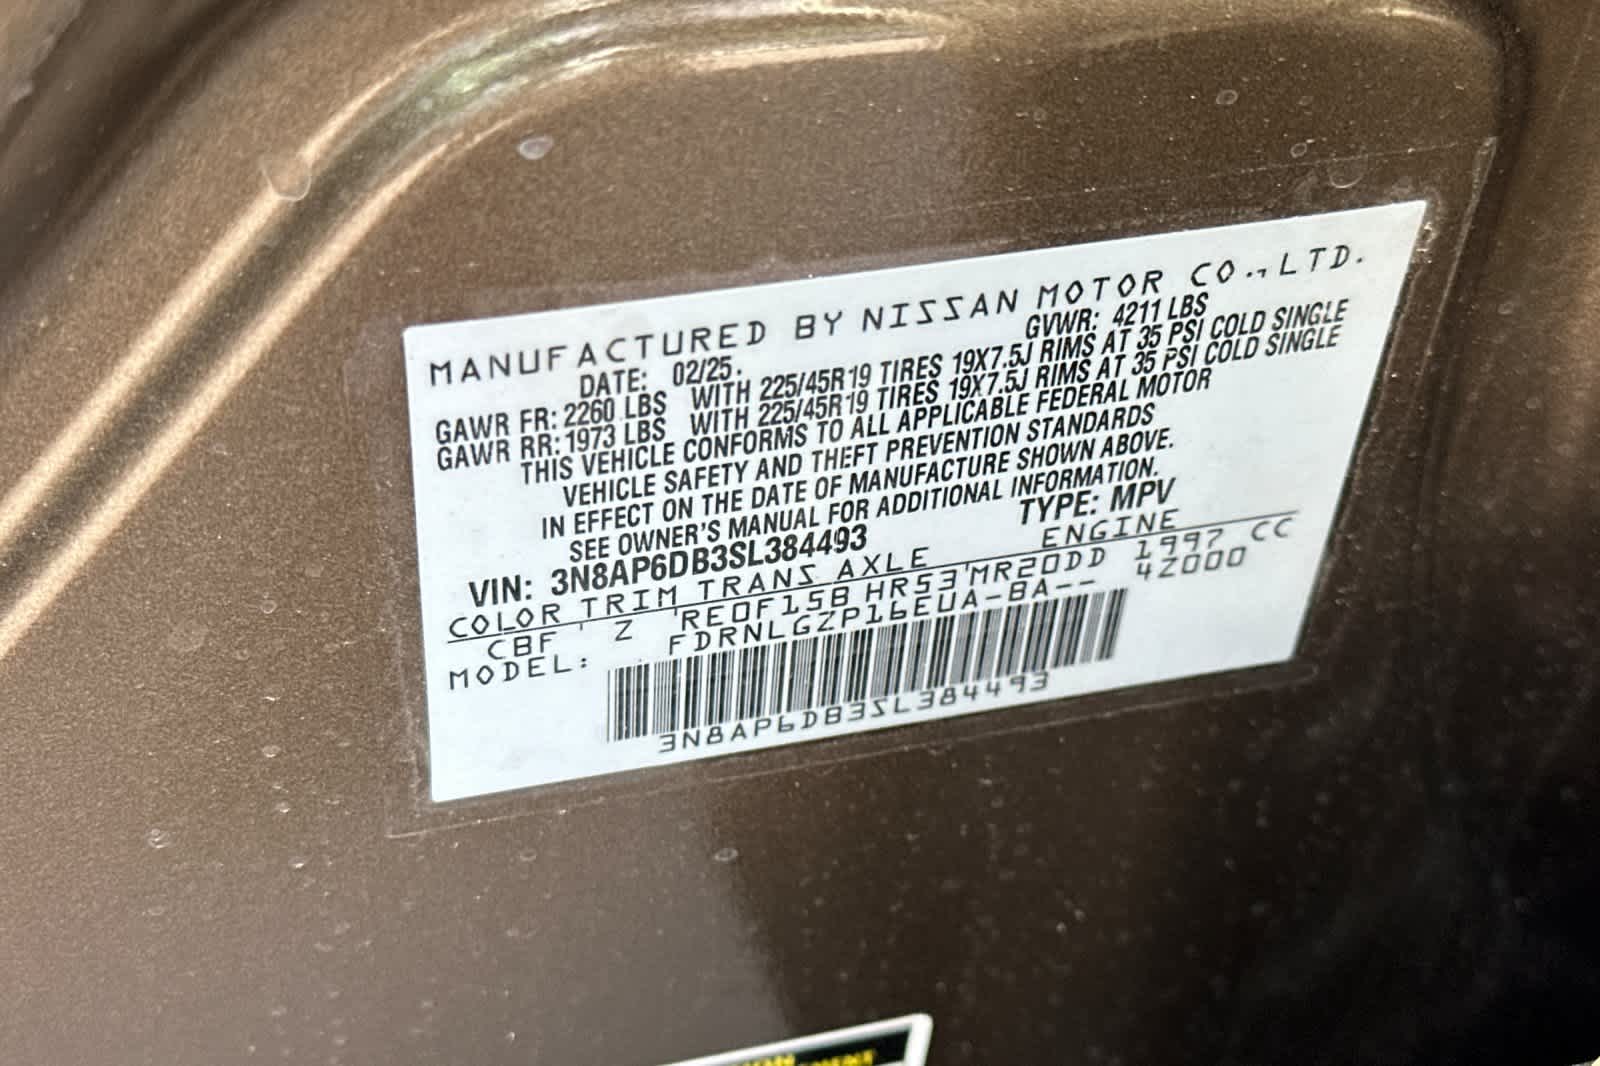 MANUFACTURED BY NISSAN MOTOR CO., LTD.
DATE: 02/25. GVWR: 4211 LBS
GAWR FR: 2260 LBS WITH 225/45R19 TIRES 19X7.5J RIMS AT 35 PSI COLD SINGLE
GAWR RR: 1973 LBS WITH 225/45R19 TIRES 19X7.5J RIMS AT 35 PSI COLD SINGLE
THIS VEHICLE CONFORMS TO ALL APPLICABLE FEDERAL MOTOR
VEHICLE SAFETY AND THEFT PREVENTION STANDARDS
IN EFFECT ON THE DATE OF MANUFACTURE SHOWN ABOVE.
SEE OWNER'S MANUAL FOR ADDITIONAL INFORMATION.
VIN: 3N8AP6DB3SL384493 TYPE: MPV
COLOR TRIM TRANS AXLE ENGINE
CBF ' Z 'RE0F15B HR53'MR20DD 1997 CC
MODEL: FDRNLGZP16EUA-BA-- 4Z000
3N8AP6DB3SL384493